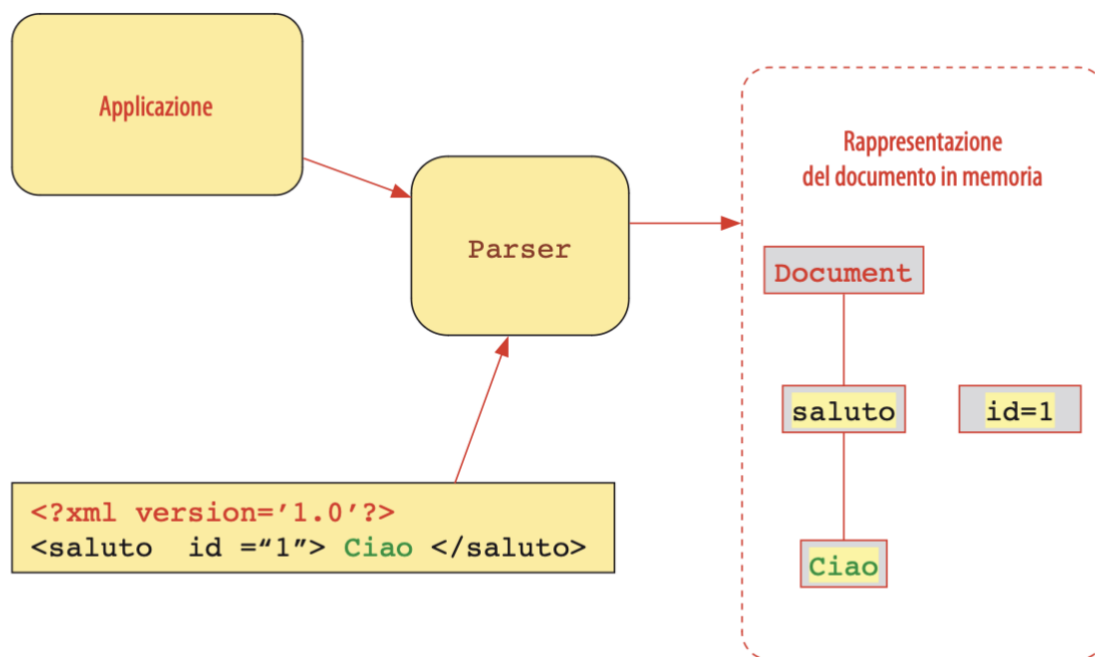 Applicazione
Parser
<?xml version=’1.0’?>
<saluto id =“1”> Ciao </saluto>
Rappresentazione
del documento in memoria
Document
saluto
id=1
Ciao